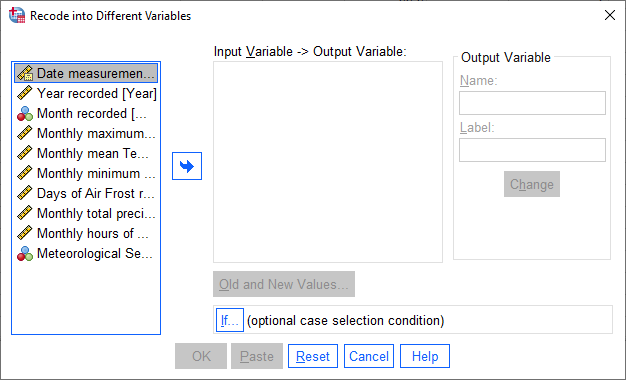 Recode into Different Variables
Date measuremen...
Year recorded [Year]
Month recorded [...
Monthly maximum...
Monthly mean Te...
Monthly minimum ...
Days of Air Frost r...
Monthly total preci...
Monthly hours of ...
Meteorological Se...
Input Variable -> Output Variable:
Output Variable
Name:
Label:
Change
Old and New Values...
If... (optional case selection condition)
OK Paste Reset Cancel Help